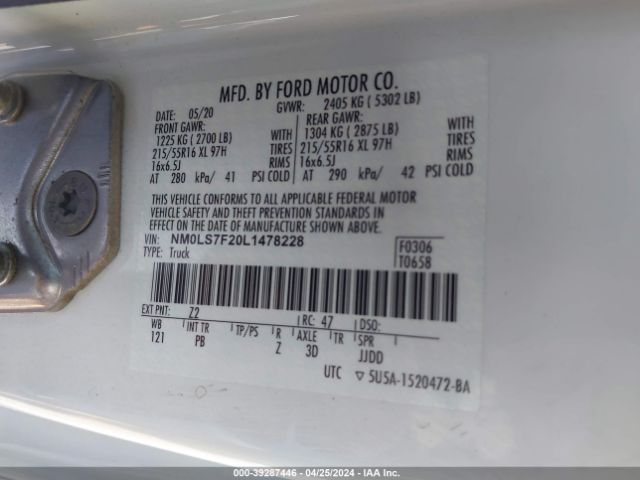 MFD. BY FORD MOTOR CO.
DATE: 05/20 GVWR: 2405 KG ( 5302 LB)
FRONT GAWR: REAR GAWR:
1225 KG ( 2700 LB) WITH 1304 KG ( 2875 LB) WITH
215/55R16 XL 97H TIRES 215/55R16 XL 97H TIRES
16x6.5J RIMS 16x6.5J RIMS
AT 280 kPa/ 41 PSI COLD AT 290 kPa/ 42 PSI COLD
THIS VEHICLE CONFORMS TO ALL APPLICABLE FEDERAL MOTOR
VEHICLE SAFETY AND THEFT PREVENTION STANDARDS IN
EFFECT ON THE DATE OF MANUFACTURE SHOWN ABOVE.
VIN: NM0LS7F20L1478228 F0306
TYPE: Truck T0658
EXT PNT: Z2 RC: 47 DSO:
WB INT TR TP/PS R AXLE TR SPR
121 PB Z 3D JJDD
UTC ▽ 5U5A-1520472-BA
000-39287446 - 04/25/2024 - IAA Inc.